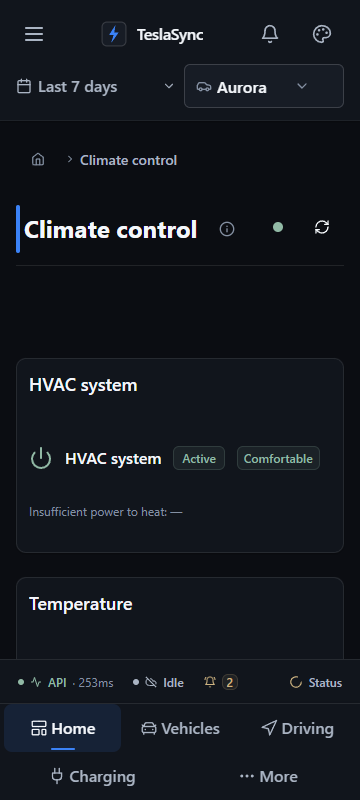 TeslaSync
Last 7 days
Aurora
Climate control
Climate control
HVAC system
HVAC system Active Comfortable
Insufficient power to heat: —
Temperature
API · 253ms Idle 2 Status
Home Vehicles Driving
Charging More